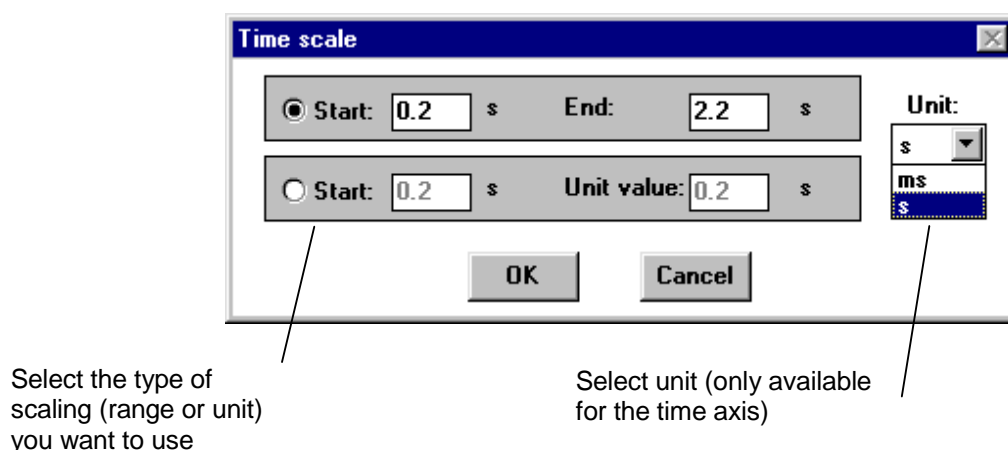 Time scale
Start: 0.2 s End: 2.2 s
Unit:
s
ms
s
Start: 0.2 s Unit value: 0.2 s
OK Cancel
Select the type of
scaling (range or unit)
you want to use
Select unit (only available
for the time axis)